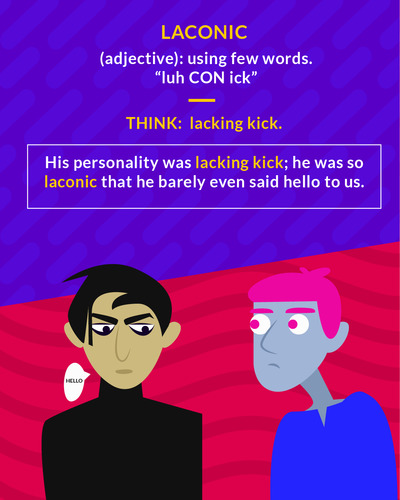 LACONIC
(adjective): using few words.
“luh CON ick”
THINK: lacking kick.
His personality was lacking kick; he was so
laconic that he barely even said hello to us.
HELLO